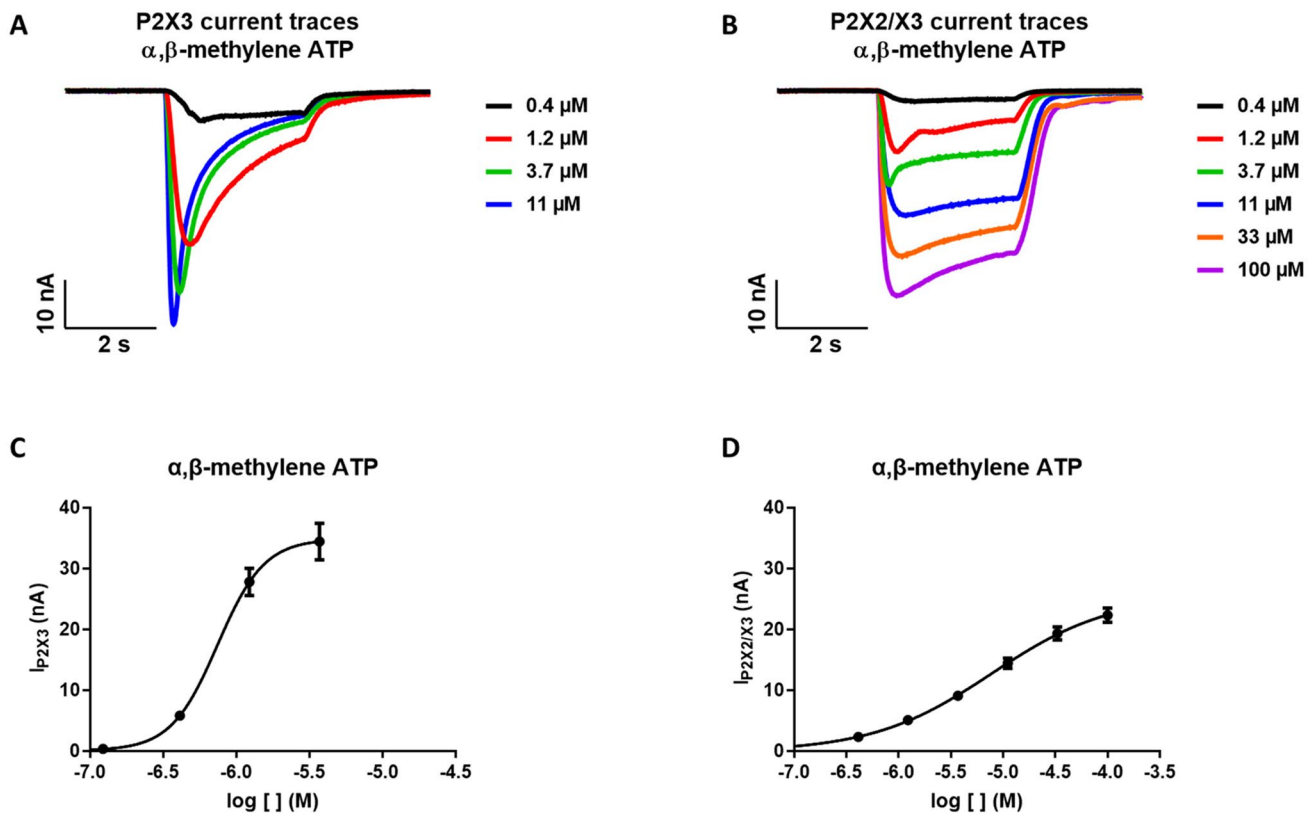 A
P2X3 current traces
α,β-methylene ATP
0.4 µM
1.2 µM
3.7 µM
11 µM
10 nA
2 s
B
P2X2/X3 current traces
α,β-methylene ATP
0.4 µM
1.2 µM
3.7 µM
11 µM
33 µM
100 µM
10 nA
2 s
C
α,β-methylene ATP
40
30
20
10
0
I P2X3 (nA)
-7.0 -6.5 -6.0 -5.5 -5.0 -4.5
log [ ] (M)
D
α,β-methylene ATP
40
30
20
10
0
I P2X2/X3 (nA)
-7.0 -6.5 -6.0 -5.5 -5.0 -4.5 -4.0 -3.5
log [ ] (M)